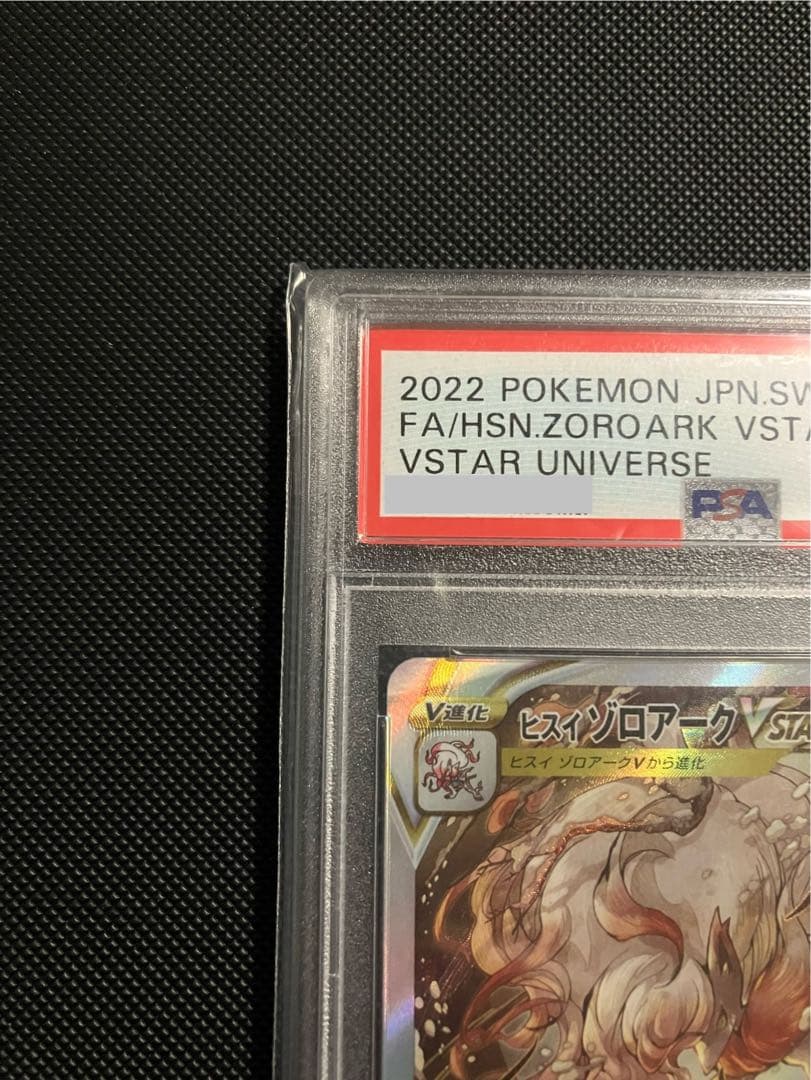 2022 POKEMON JPN.SW
FA/HSN.ZOROARK VSTA
VSTAR UNIVERSE
PSA
V進化
ヒスイ ゾロアーク VSTA
ヒスイ ゾロアークVから進化